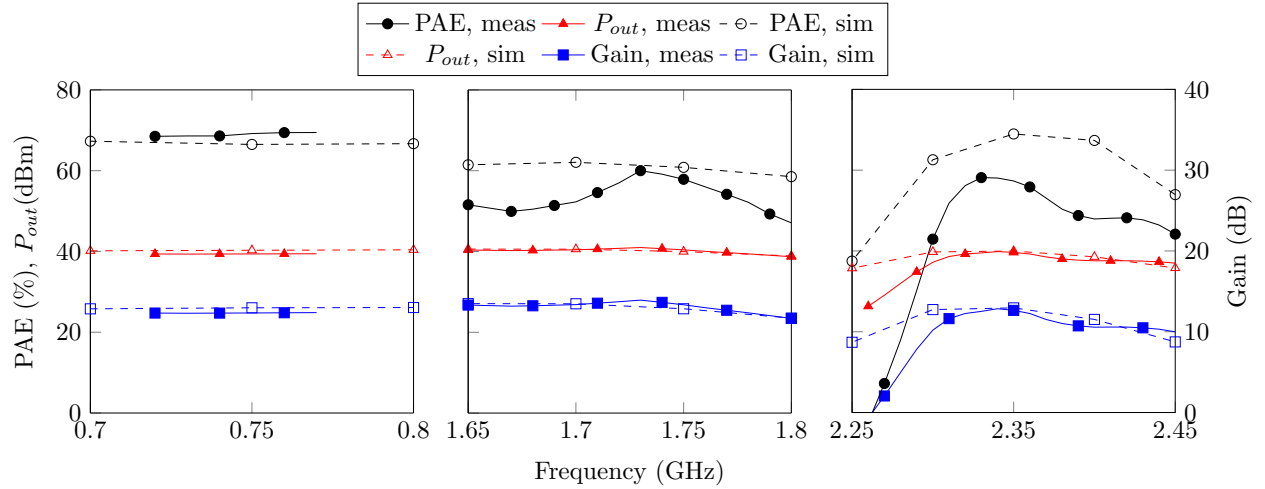 PAE, meas P_out, meas PAE, sim
P_out, sim Gain, meas Gain, sim
PAE (%), P_out(dBm
80
60
40
20
0
0.7 0.75 0.8
1.65 1.7 1.75 1.8
2.25 2.35 2.45
40
30
20
10
0
Gain (dB)
Frequency (GHz)